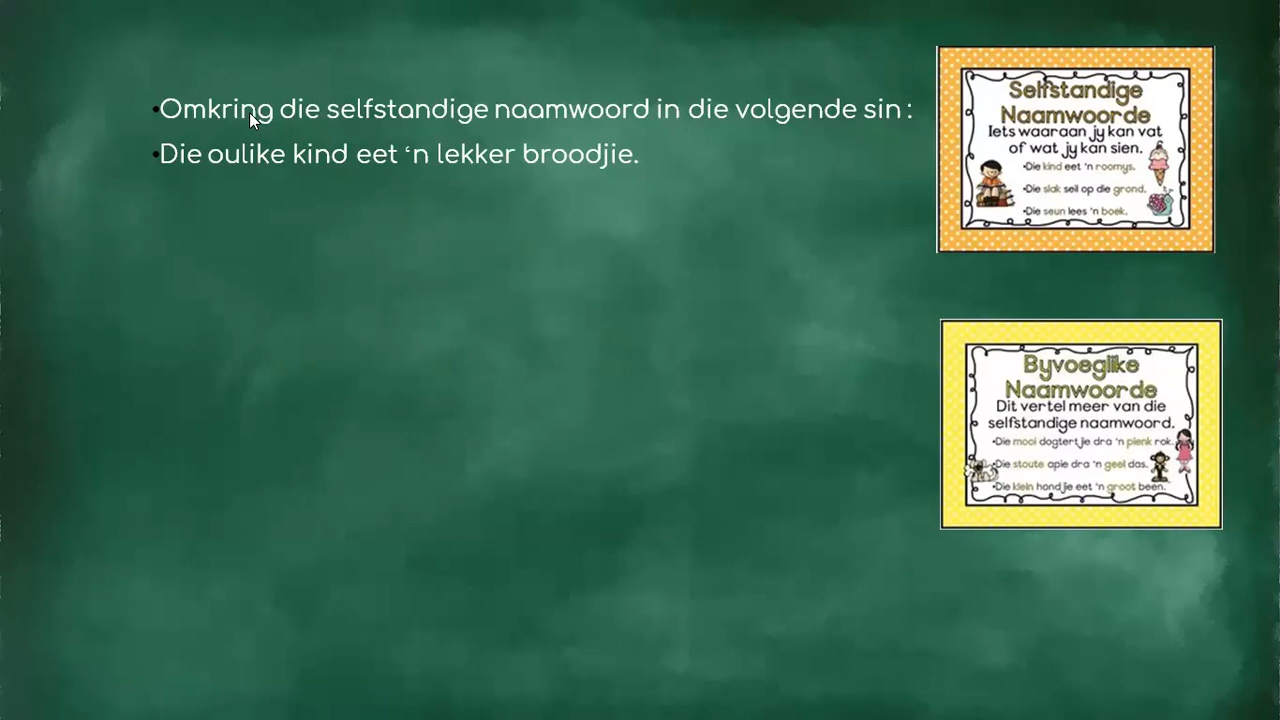 •Omkring die selfstandige naamwoord in die volgende sin :
•Die oulike kind eet ‘n lekker broodjie.
Selfstandige
Naamwoorde
Iets waaraan jy kan vat
of wat jy kan sien.
•Die kind eet ‘n roomys.
•Die slak seil op die grond.
•Die seun lees ‘n boek.
Byvoeglike
Naamwoorde
Dit vertel meer van die
selfstandige naamwoord.
•Die mooi dogtertjie dra ‘n pienk rok.
•Die stoute apie dra ‘n geel das.
•Die klein hondjie eet ‘n groot been.